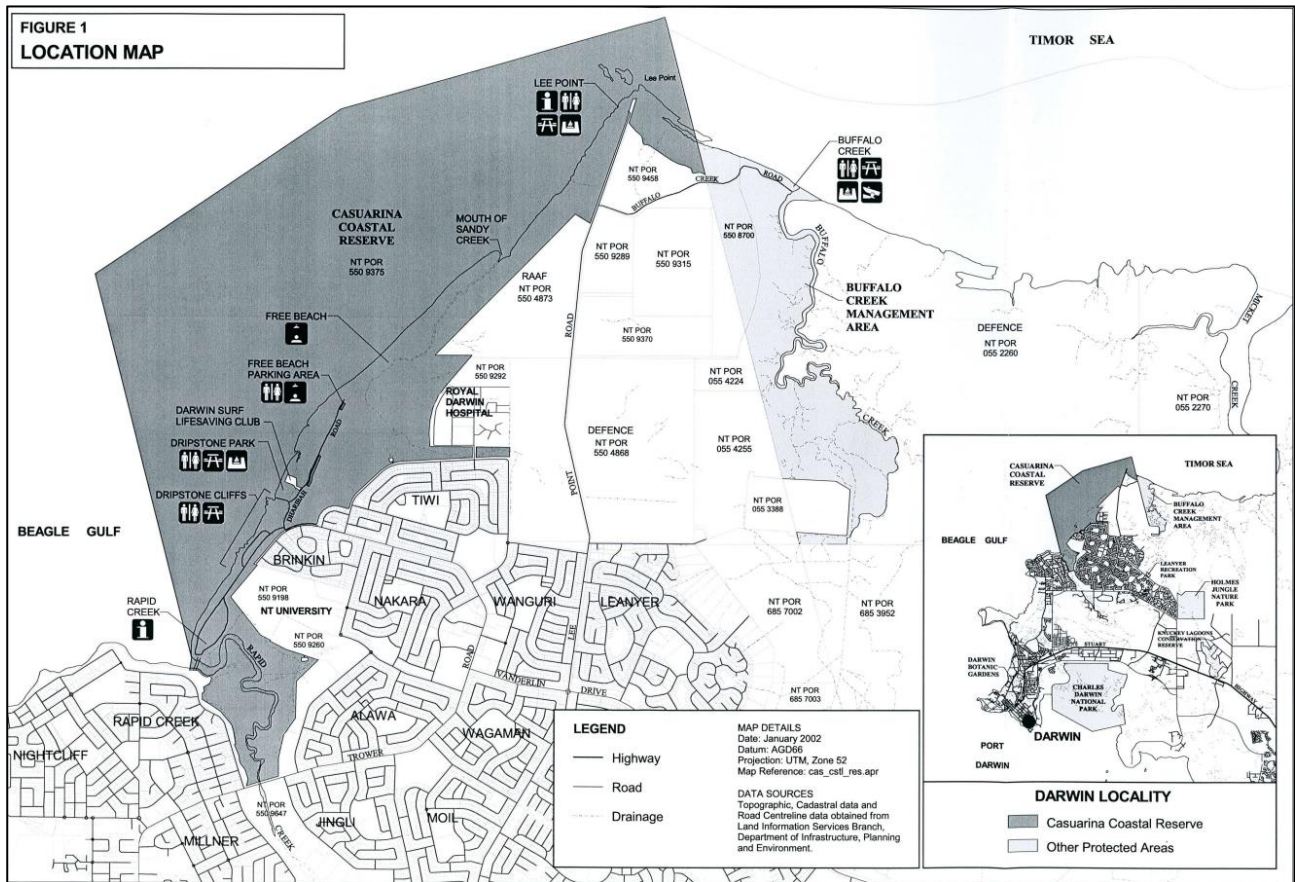 FIGURE 1
LOCATION MAP
TIMOR SEA
Lee Point
LEE POINT
BUFFALO
CREEK
NT POR
550 9458
BUFFALO CREEK ROAD
CASUARINA
COASTAL
RESERVE
NT POR
550 9375
MOUTH OF
SANDY
CREEK
NT POR
550 8700
NT POR
550 9289
NT POR
550 9315
RAAF
NT POR
550 4873
BUFFALO
CREEK
BUFFALO
CREEK
MANAGEMENT
AREA
MICKET
CREEK
DEFENCE
NT POR
055 2260
FREE BEACH
ROAD
NT POR
550 9370
FREE BEACH
PARKING AREA
NT POR
550 9292
NT POR
055 4224
NT POR
055 2270
ROYAL
DARWIN
HOSPITAL
DARWIN SURF
LIFESAVING CLUB
ROAD
DRIPSTONE PARK
DEFENCE
NT POR
550 4868
NT POR
055 4255
DRIPSTONE CLIFFS
DHARIBAH
POINT
TIWI
NT POR
055 3388
BEAGLE GULF
BRINKIN
NT POR
550 9198
NT UNIVERSITY
NAKARA
WANGURI
LEANYER
NT POR
685 7002
NT POR
685 3952
RAPID
CREEK
RAPID
NT POR
550 9260
LEE
ROAD
VANDERLIN DRIVE
NT POR
685 7003
RAPID CREEK
ALAWA
WAGAMAN
NIGHTCLIFF
TROWER
NT POR
550 9647
CREEK
JINGLI
MOIL
MILLNER
LEGEND
Highway
Road
Drainage
MAP DETAILS
Date: January 2002
Datum: AGD66
Projection: UTM, Zone 52
Map Reference: cas_cstl_res.apr
DATA SOURCES
Topographic, Cadastral data and
Road Centreline data obtained from
Land Information Services Branch,
Department of Infrastructure, Planning
and Environment.
CASUARINA
COASTAL
RESERVE
TIMOR SEA
BUFFALO
CREEK
MANAGEMENT
AREA
BEAGLE GULF
LEANYER
RECREATION
PARK
HOLMES
JUNGLE
NATURE
PARK
KNUCKEY LAGOONS
CONSERVATION
RESERVE
STUART
HIGHWAY
DARWIN
BOTANIC
GARDENS
CHARLES
DARWIN
NATIONAL
PARK
DARWIN
PORT
DARWIN
DARWIN LOCALITY
Casuarina Coastal Reserve
Other Protected Areas